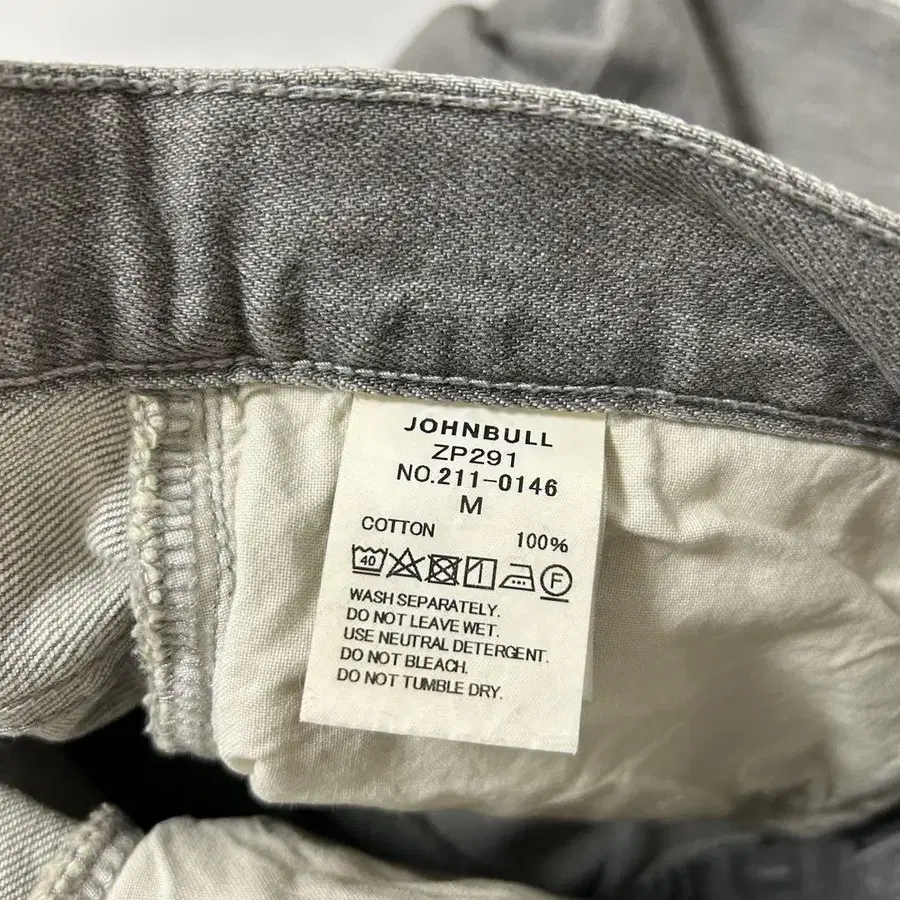 JOHNBULL
ZP291
NO.211-0146
M
COTTON 100%
40 F
WASH SEPARATELY.
DO NOT LEAVE WET.
USE NEUTRAL DETERGENT.
DO NOT BLEACH.
DO NOT TUMBLE DRY.